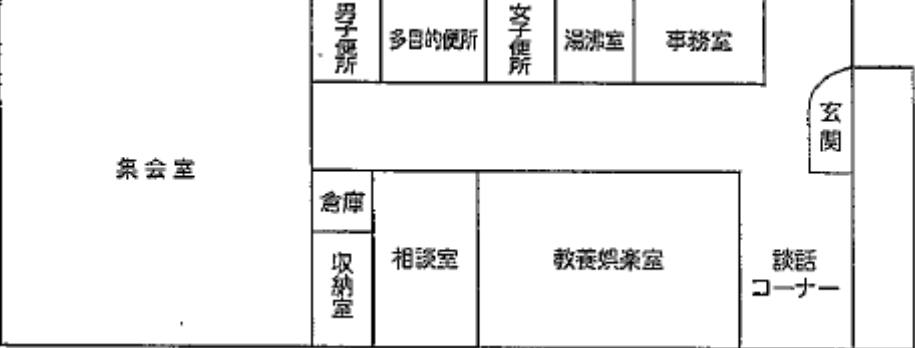 男子便所
多目的便所
女子便所
湯沸室
事務室
玄関
集会室
倉庫
収納室
相談室
教養娯楽室
談話
コーナー